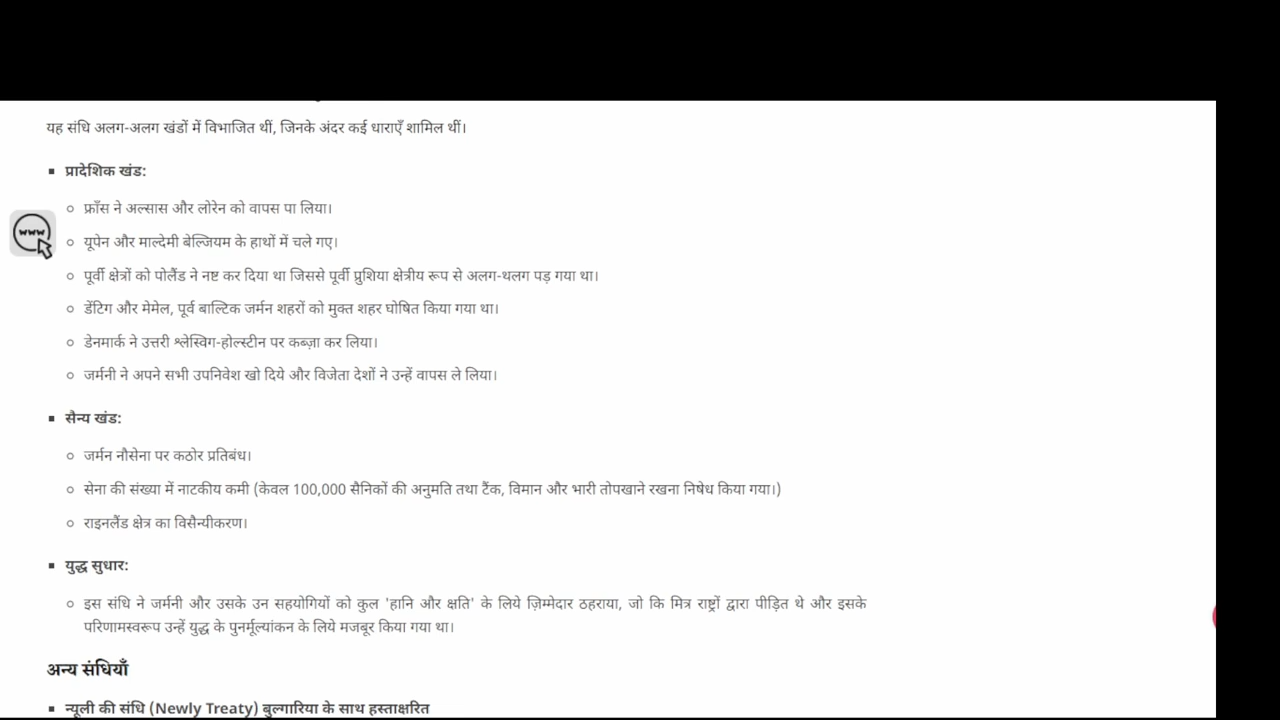 यह संधि अलग-अलग खंडों में विभाजित थीं, जिनके अंदर कई धाराएँ शामिल थीं।
प्रादेशिक खंड:
फ्राँस ने अल्सास और लोरेन को वापस पा लिया।
www
यूपेन और माल्देमी बेल्जियम के हाथों में चले गए।
पूर्वी क्षेत्रों को पोलैंड ने नष्ट कर दिया था जिससे पूर्वी प्रुशिया क्षेत्रीय रूप से अलग-थलग पड़ गया था।
डेंटिग और मेमेल, पूर्व बाल्टिक जर्मन शहरों को मुक्त शहर घोषित किया गया था।
डेनमार्क ने उत्तरी श्लेस्विग-होल्स्टीन पर कब्ज़ा कर लिया।
जर्मनी ने अपने सभी उपनिवेश खो दिये और विजेता देशों ने उन्हें वापस ले लिया।
सैन्य खंड:
जर्मन नौसेना पर कठोर प्रतिबंध।
सेना की संख्या में नाटकीय कमी (केवल 100,000 सैनिकों की अनुमति तथा टैंक, विमान और भारी तोपखाने रखना निषेध किया गया।)
राइनलैंड क्षेत्र का विसैन्यीकरण।
युद्ध सुधार:
इस संधि ने जर्मनी और उसके उन सहयोगियों को कुल 'हानि और क्षति' के लिये ज़िम्मेदार ठहराया, जो कि मित्र राष्ट्रों द्वारा पीड़ित थे और इसके
परिणामस्वरूप उन्हें युद्ध के पुनर्मूल्यांकन के लिये मजबूर किया गया था।
अन्य संधियाँ
न्यूली की संधि (Newly Treaty) बुल्गारिया के साथ हस्ताक्षरित